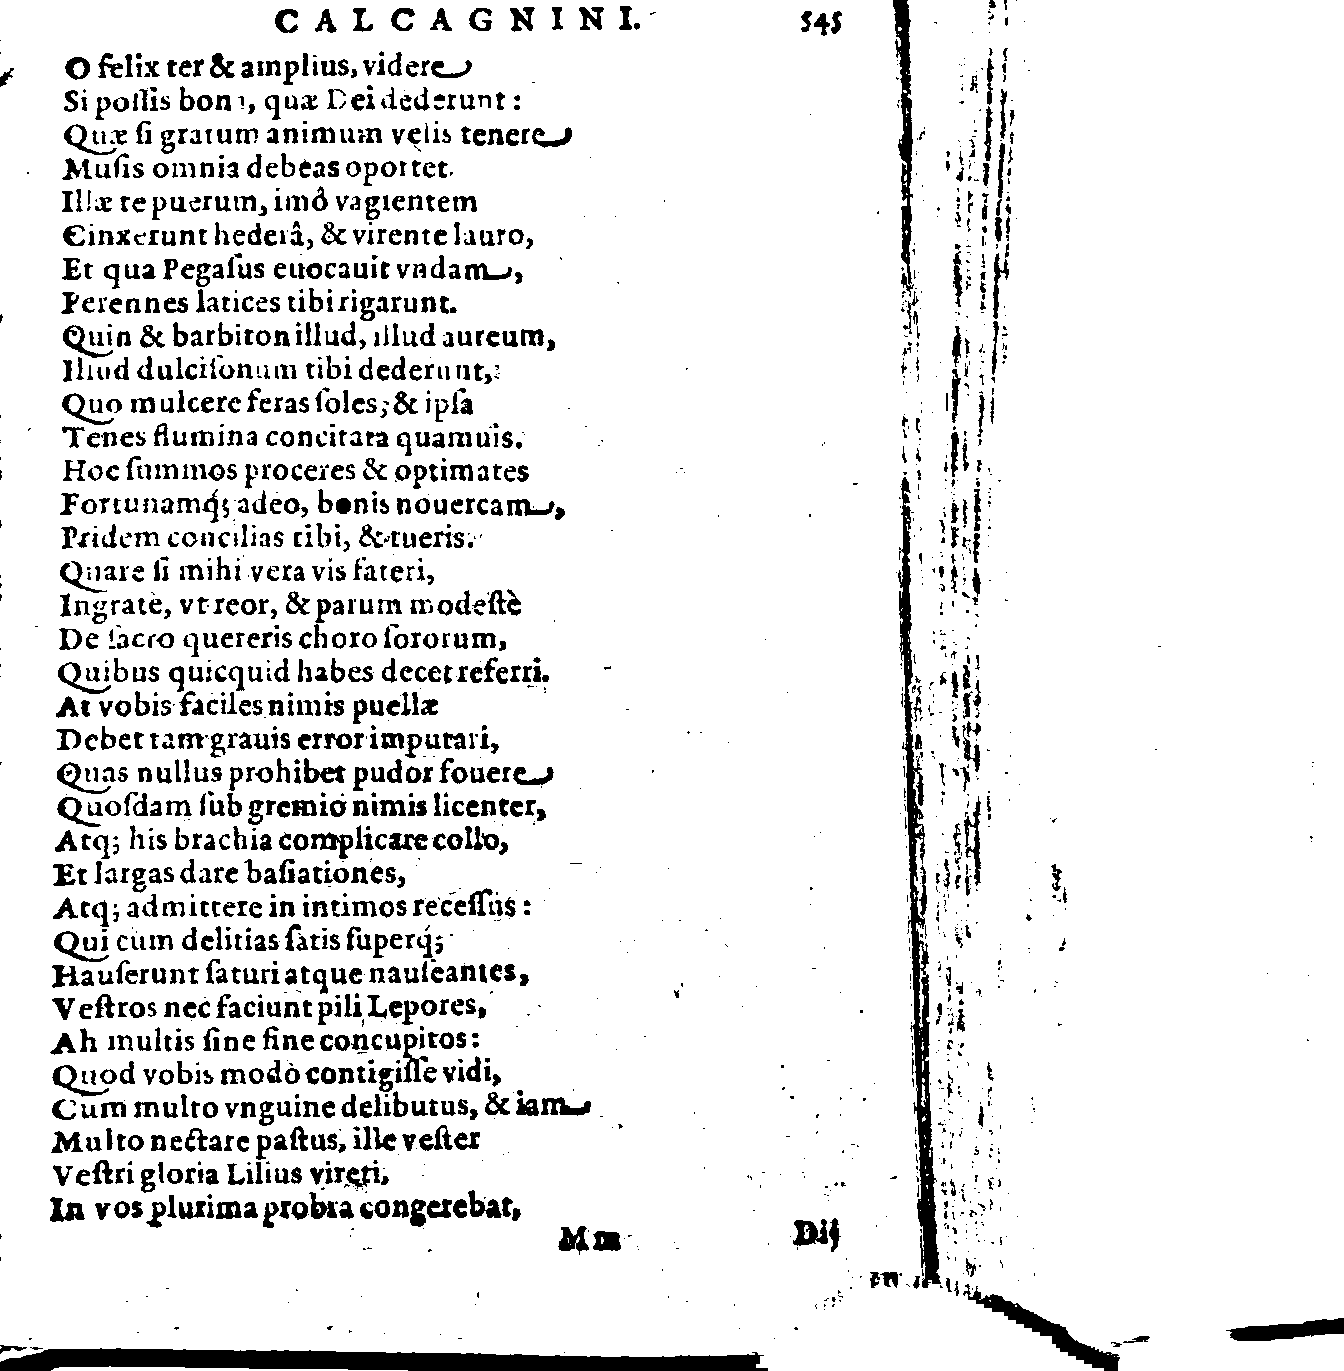 CALCAGNINI. 545
O felix ter & amplius, videre
Si poſſis bona, quæ Dei dederunt:
Quæ ſi gratum animum velis tenere
Muſis omnia debeas oportet.
Illæ te puerum, imò vagientem
Cinxerunt hederâ, & virente lauro,
Et qua Pegaſus euocauit vndam,
Perennes latices tibi rigarunt.
Quin & barbiton illud, illud aureum,
Illud dulciſonum tibi dederunt,
Quo mulcere feras ſoles, & ipſa
Tenes flumina concitata quamuis.
Hoc ſummos proceres & optimates
Fortunamq́; adeo, bonis nouercam,
Pridem concilias tibi, & tueris.
Quare ſi mihi vera vis fateri,
Ingratè, vt reor, & parum modeſtè
De ſacro quereris choro ſororum,
Quibus quicquid habes decet referri.
At vobis faciles nimis puellæ
Debet tam grauis error imputari,
Quas nullus prohibet pudor fouere
Quoſdam ſub gremio nimis licenter,
Atq; his brachia complicare collo,
Et largas dare baſiationes,
Atq; admittere in intimos receſſus:
Qui cum delitias ſatis ſuperq́;
Hauſerunt ſaturi atque nauſeantes,
Veſtros nec faciunt pili Lepores,
Ah multis ſine fine concupitos:
Quod vobis modò contigiſſe vidi,
Cum multo vnguine delibutus, & iam
Multo nectare paſtus, ille veſter
Veſtri gloria Lilius vireti,
In vos plurima probra congerebat,
Mm Dij